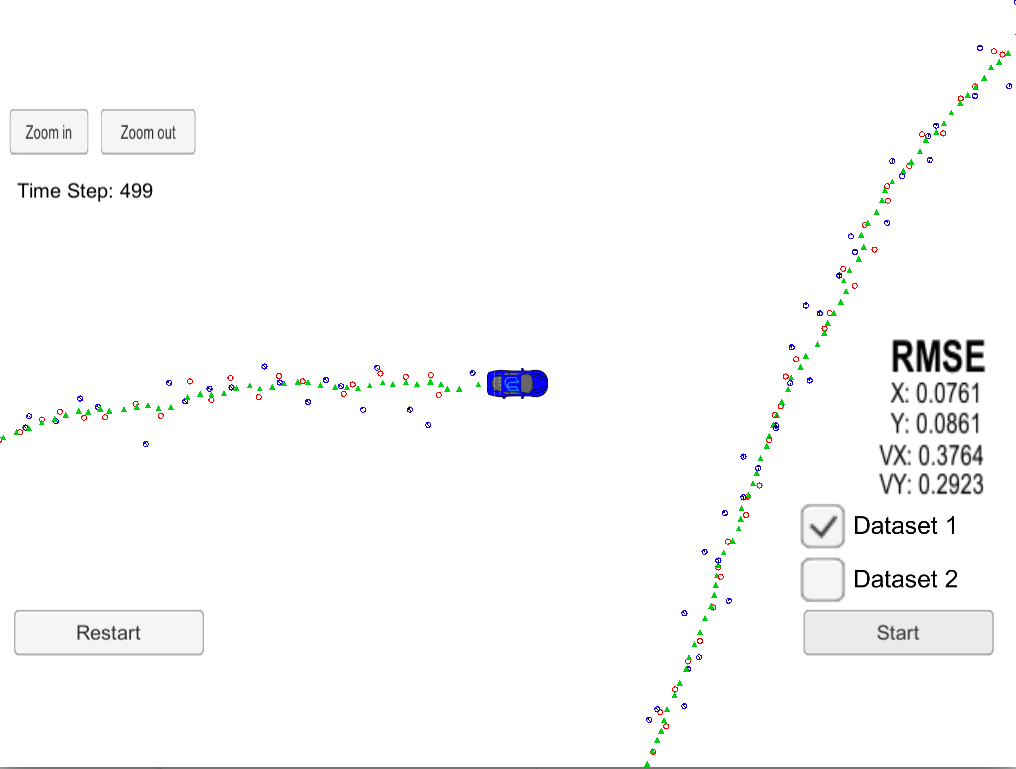 Zoom in
Zoom out
Time Step: 499
RMSE
X: 0.0761
Y: 0.0861
VX: 0.3764
VY: 0.2923
Dataset 1
Dataset 2
Restart
Start